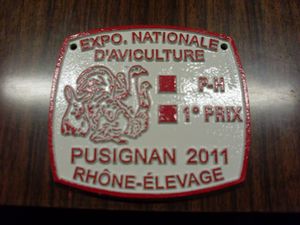 EXPO. NATIONALE
D'AVICULTURE
P-H
1° PRIX
PUSIGNAN 2011
RHÔNE-ÉLEVAGE